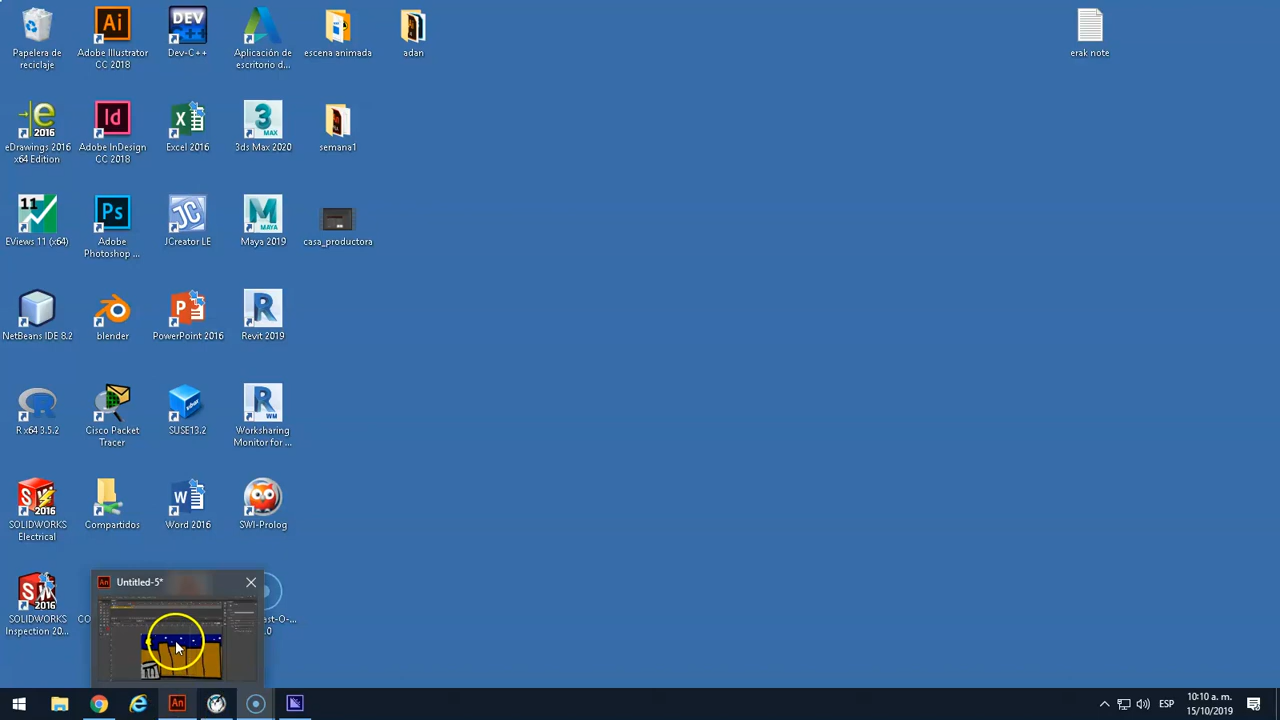 Papelera de
reciclaje
Adobe Illustrator
CC 2018
Dev-C++
Aplicación de
escritorio d...
escena animada
adan
erak note
eDrawings 2016
x64 Edition
Adobe InDesign
CC 2018
Excel 2016
3ds Max 2020
semana1
EViews 11 (x64)
Adobe
Photoshop ...
JCreator LE
Maya 2019
casa_productora
NetBeans IDE 8.2
blender
PowerPoint 2016
Revit 2019
R x64 3.5.2
Cisco Packet
Tracer
SUSE13.2
Worksharing
Monitor for ...
SOLIDWORKS
Electrical
Compartidos
Word 2016
SWI-Prolog
Untitled-5*
SOLIDWORKS
Inspection 20...
10:10 a. m.
ESP
15/10/2019